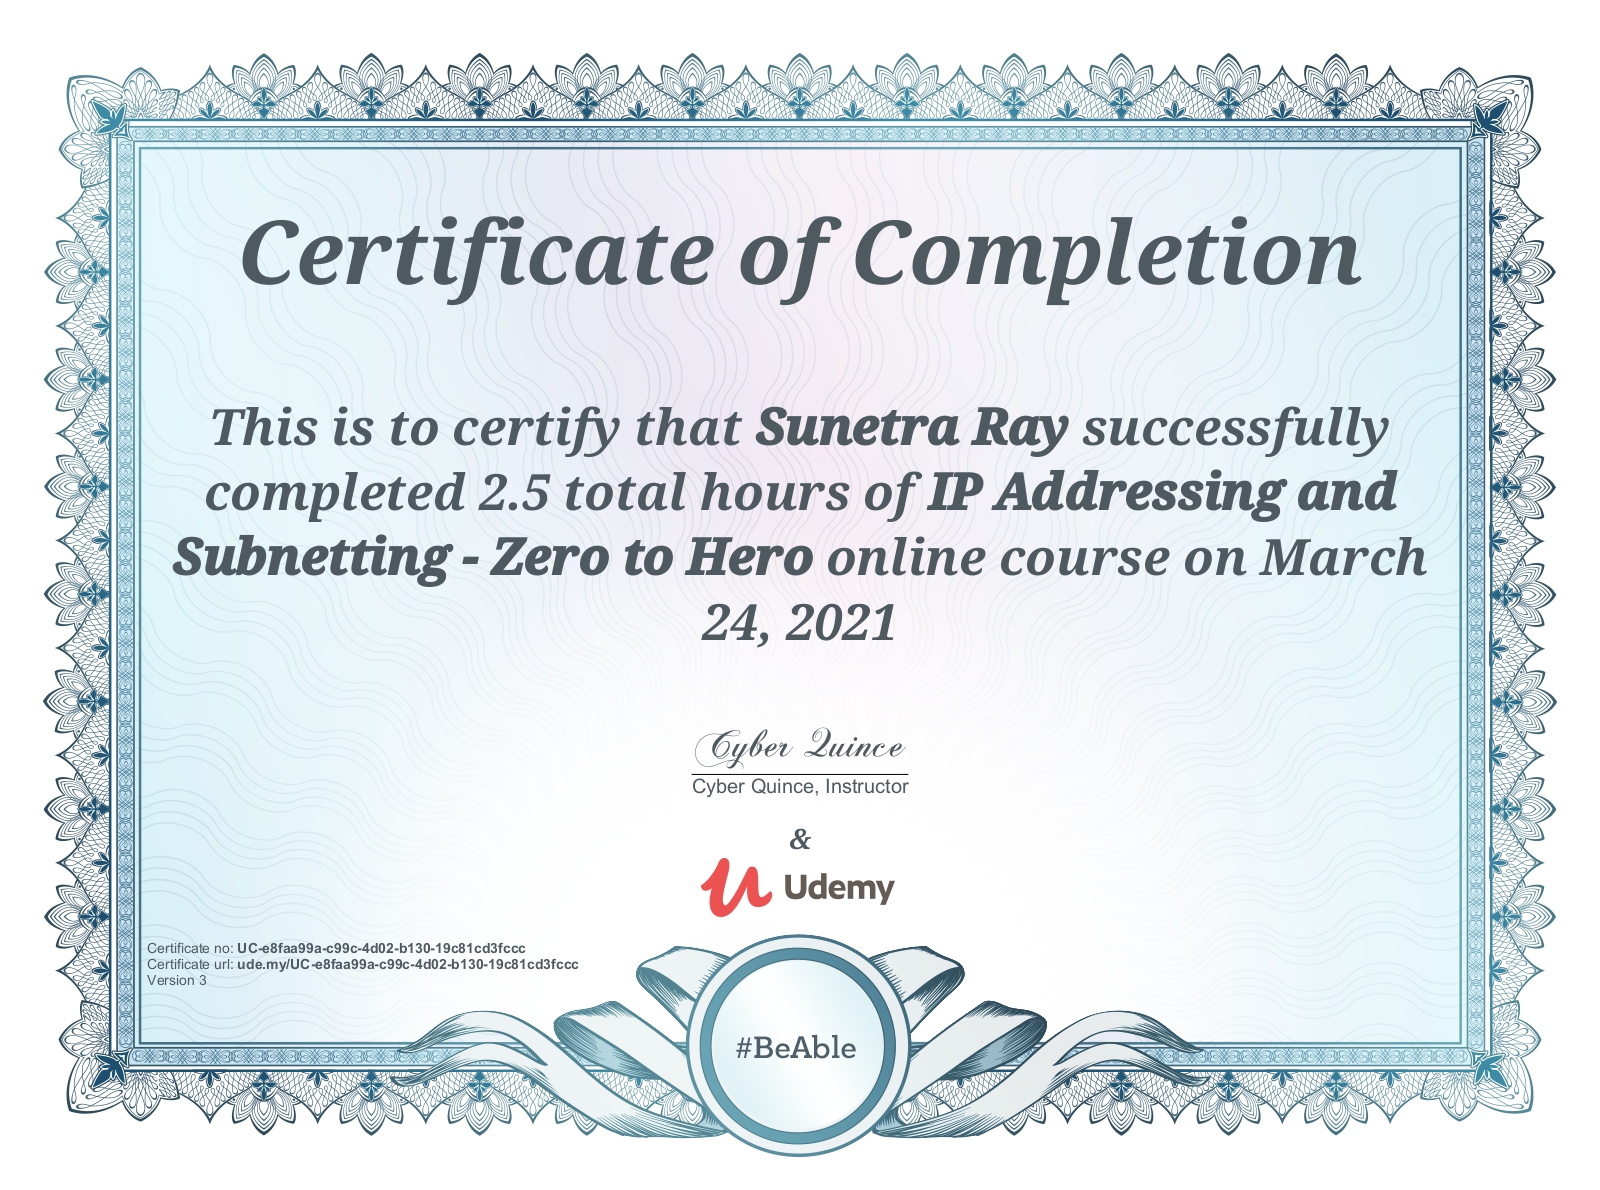 Certificate of Completion
This is to certify that Sunetra Ray successfully
completed 2.5 total hours of IP Addressing and
Subnetting - Zero to Hero online course on March
24, 2021
Cyber Quince
Cyber Quince, Instructor
&
Udemy
Certificate no: UC-e8faa99a-c99c-4d02-b130-19c81cd3fccc
Certificate url: ude.my/UC-e8faa99a-c99c-4d02-b130-19c81cd3fccc
Version 3
#BeAble